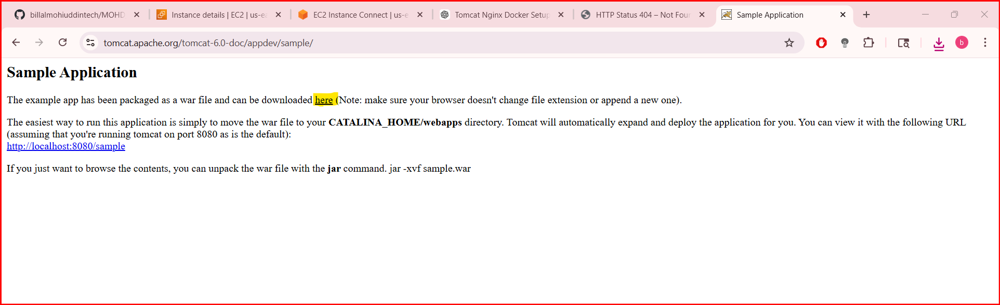 billalmohiuddintech/MOHD
Instance details | EC2 | us-ea
EC2 Instance Connect | us-e
Tomcat Nginx Docker Setup
HTTP Status 404 – Not Foun
Sample Application
tomcat.apache.org/tomcat-6.0-doc/appdev/sample/
b
Sample Application
The example app has been packaged as a war file and can be downloaded here (Note: make sure your browser doesn't change file extension or append a new one).
The easiest way to run this application is simply to move the war file to your CATALINA_HOME/webapps directory. Tomcat will automatically expand and deploy the application for you. You can view it with the following URL
(assuming that you're running tomcat on port 8080 as is the default):
http://localhost:8080/sample
If you just want to browse the contents, you can unpack the war file with the jar command. jar -xvf sample.war